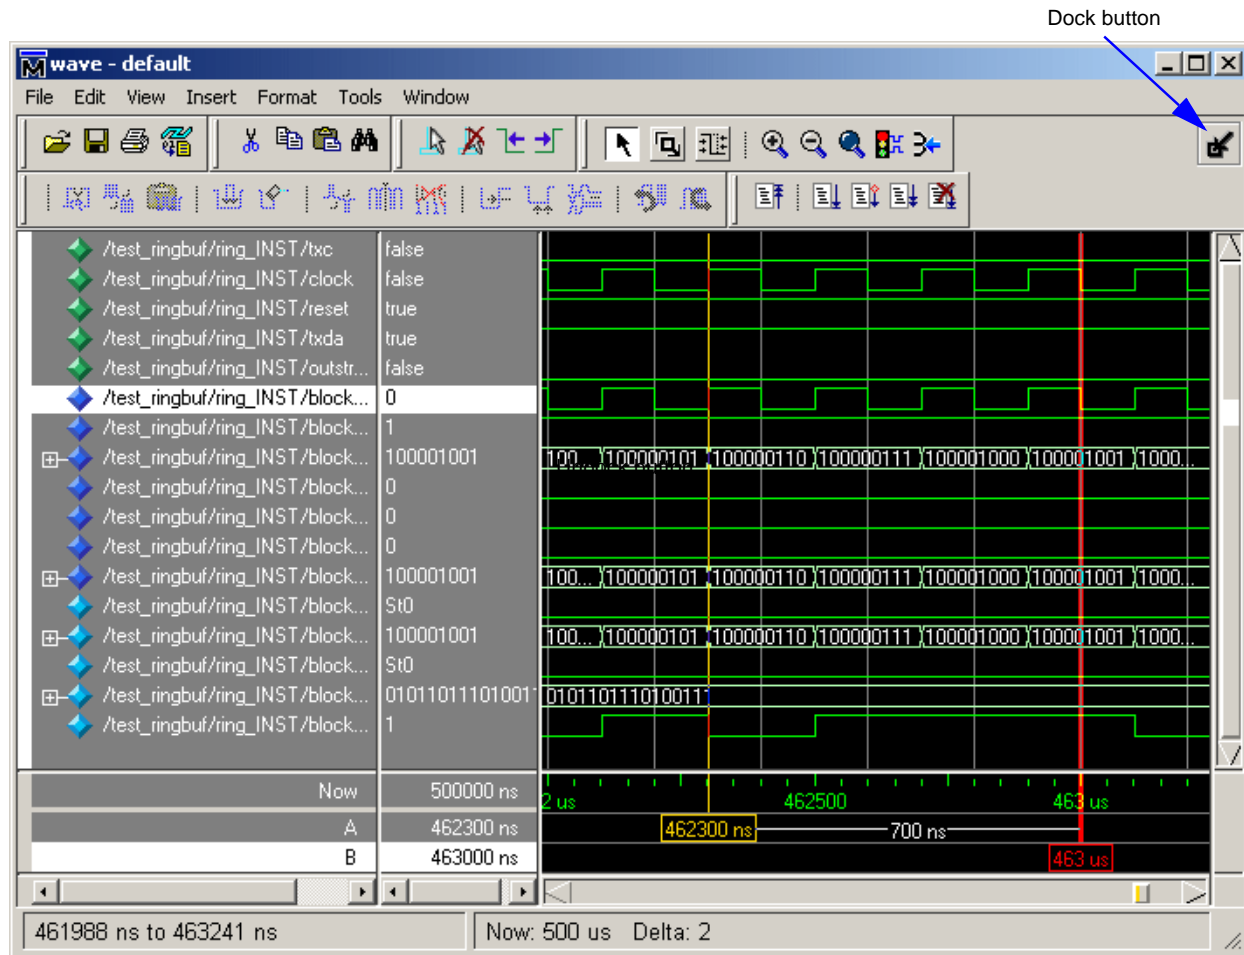 Dock button
wave - default
File Edit View Insert Format Tools Window
/test_ringbuf/ring_INST/txc false
/test_ringbuf/ring_INST/clock false
/test_ringbuf/ring_INST/reset true
/test_ringbuf/ring_INST/txda true
/test_ringbuf/ring_INST/outstr... false
/test_ringbuf/ring_INST/block... 0
/test_ringbuf/ring_INST/block... 1
/test_ringbuf/ring_INST/block... 100001001 100... 100000101 100000110 100000111 100001000 100001001 1000...
/test_ringbuf/ring_INST/block... 0
/test_ringbuf/ring_INST/block... 0
/test_ringbuf/ring_INST/block... 0
/test_ringbuf/ring_INST/block... 100001001 100... 100000101 100000110 100000111 100001000 100001001 1000...
/test_ringbuf/ring_INST/block... St0
/test_ringbuf/ring_INST/block... 100001001 100... 100000101 100000110 100000111 100001000 100001001 1000...
/test_ringbuf/ring_INST/block... St0
/test_ringbuf/ring_INST/block... 010110111010011 010110111010011
/test_ringbuf/ring_INST/block... 1
Now 500000 ns 2 us 462500 463 us
A 462300 ns 462300 ns 700 ns
B 463000 ns 463 us
461988 ns to 463241 ns Now: 500 us Delta: 2